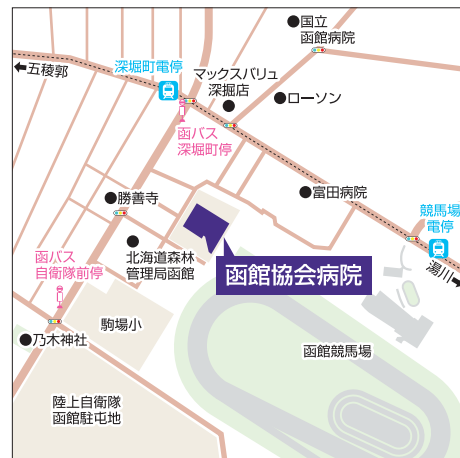 国立
函館病院
五稜郭
深堀町電停
マックスバリュ
深掘店
ローソン
函バス
深堀町停
勝善寺
富田病院
競馬場
電停
湯川
函バス
自衛隊前停
北海道森林
管理局函館
函館協会病院
駒場小
函館競馬場
乃木神社
陸上自衛隊
函館駐屯地